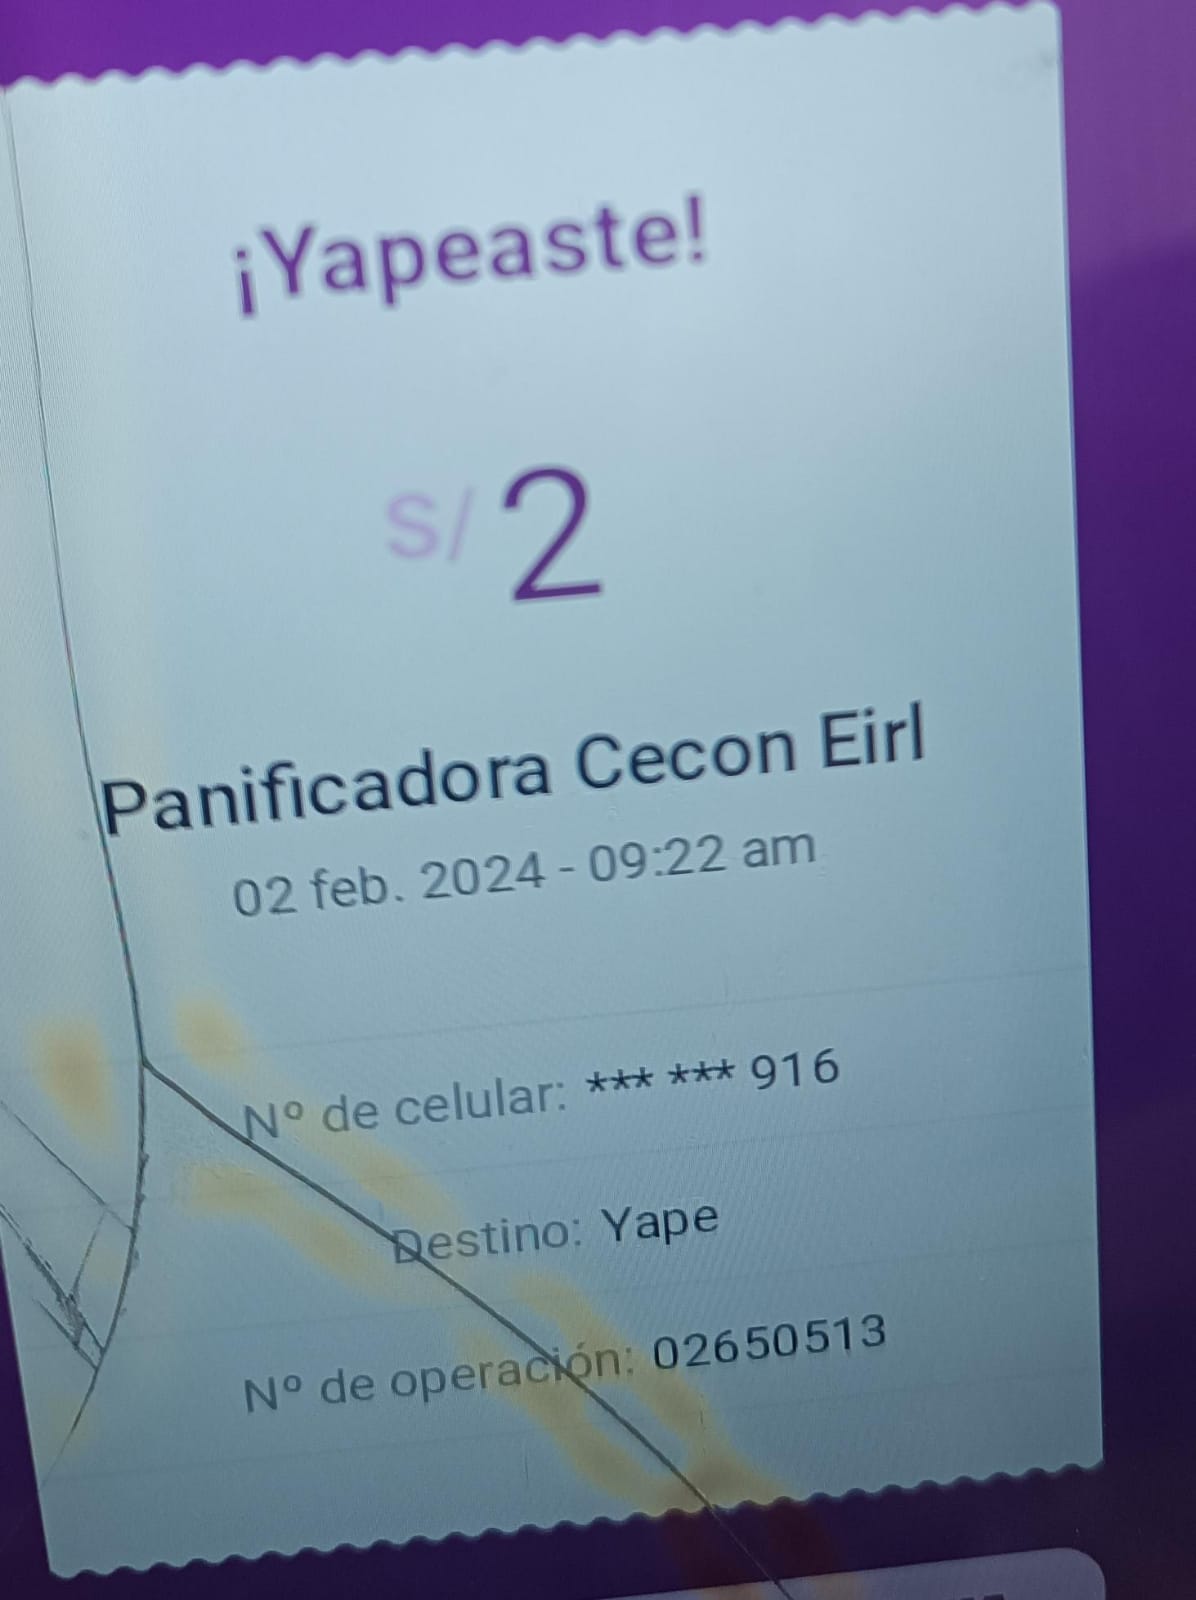 ¡Yapeaste!
S/ 2
Panificadora Cecon Eirl
02 feb. 2024 - 09:22 am
Nº de celular: *** *** 916
Destino: Yape
Nº de operación: 02650513